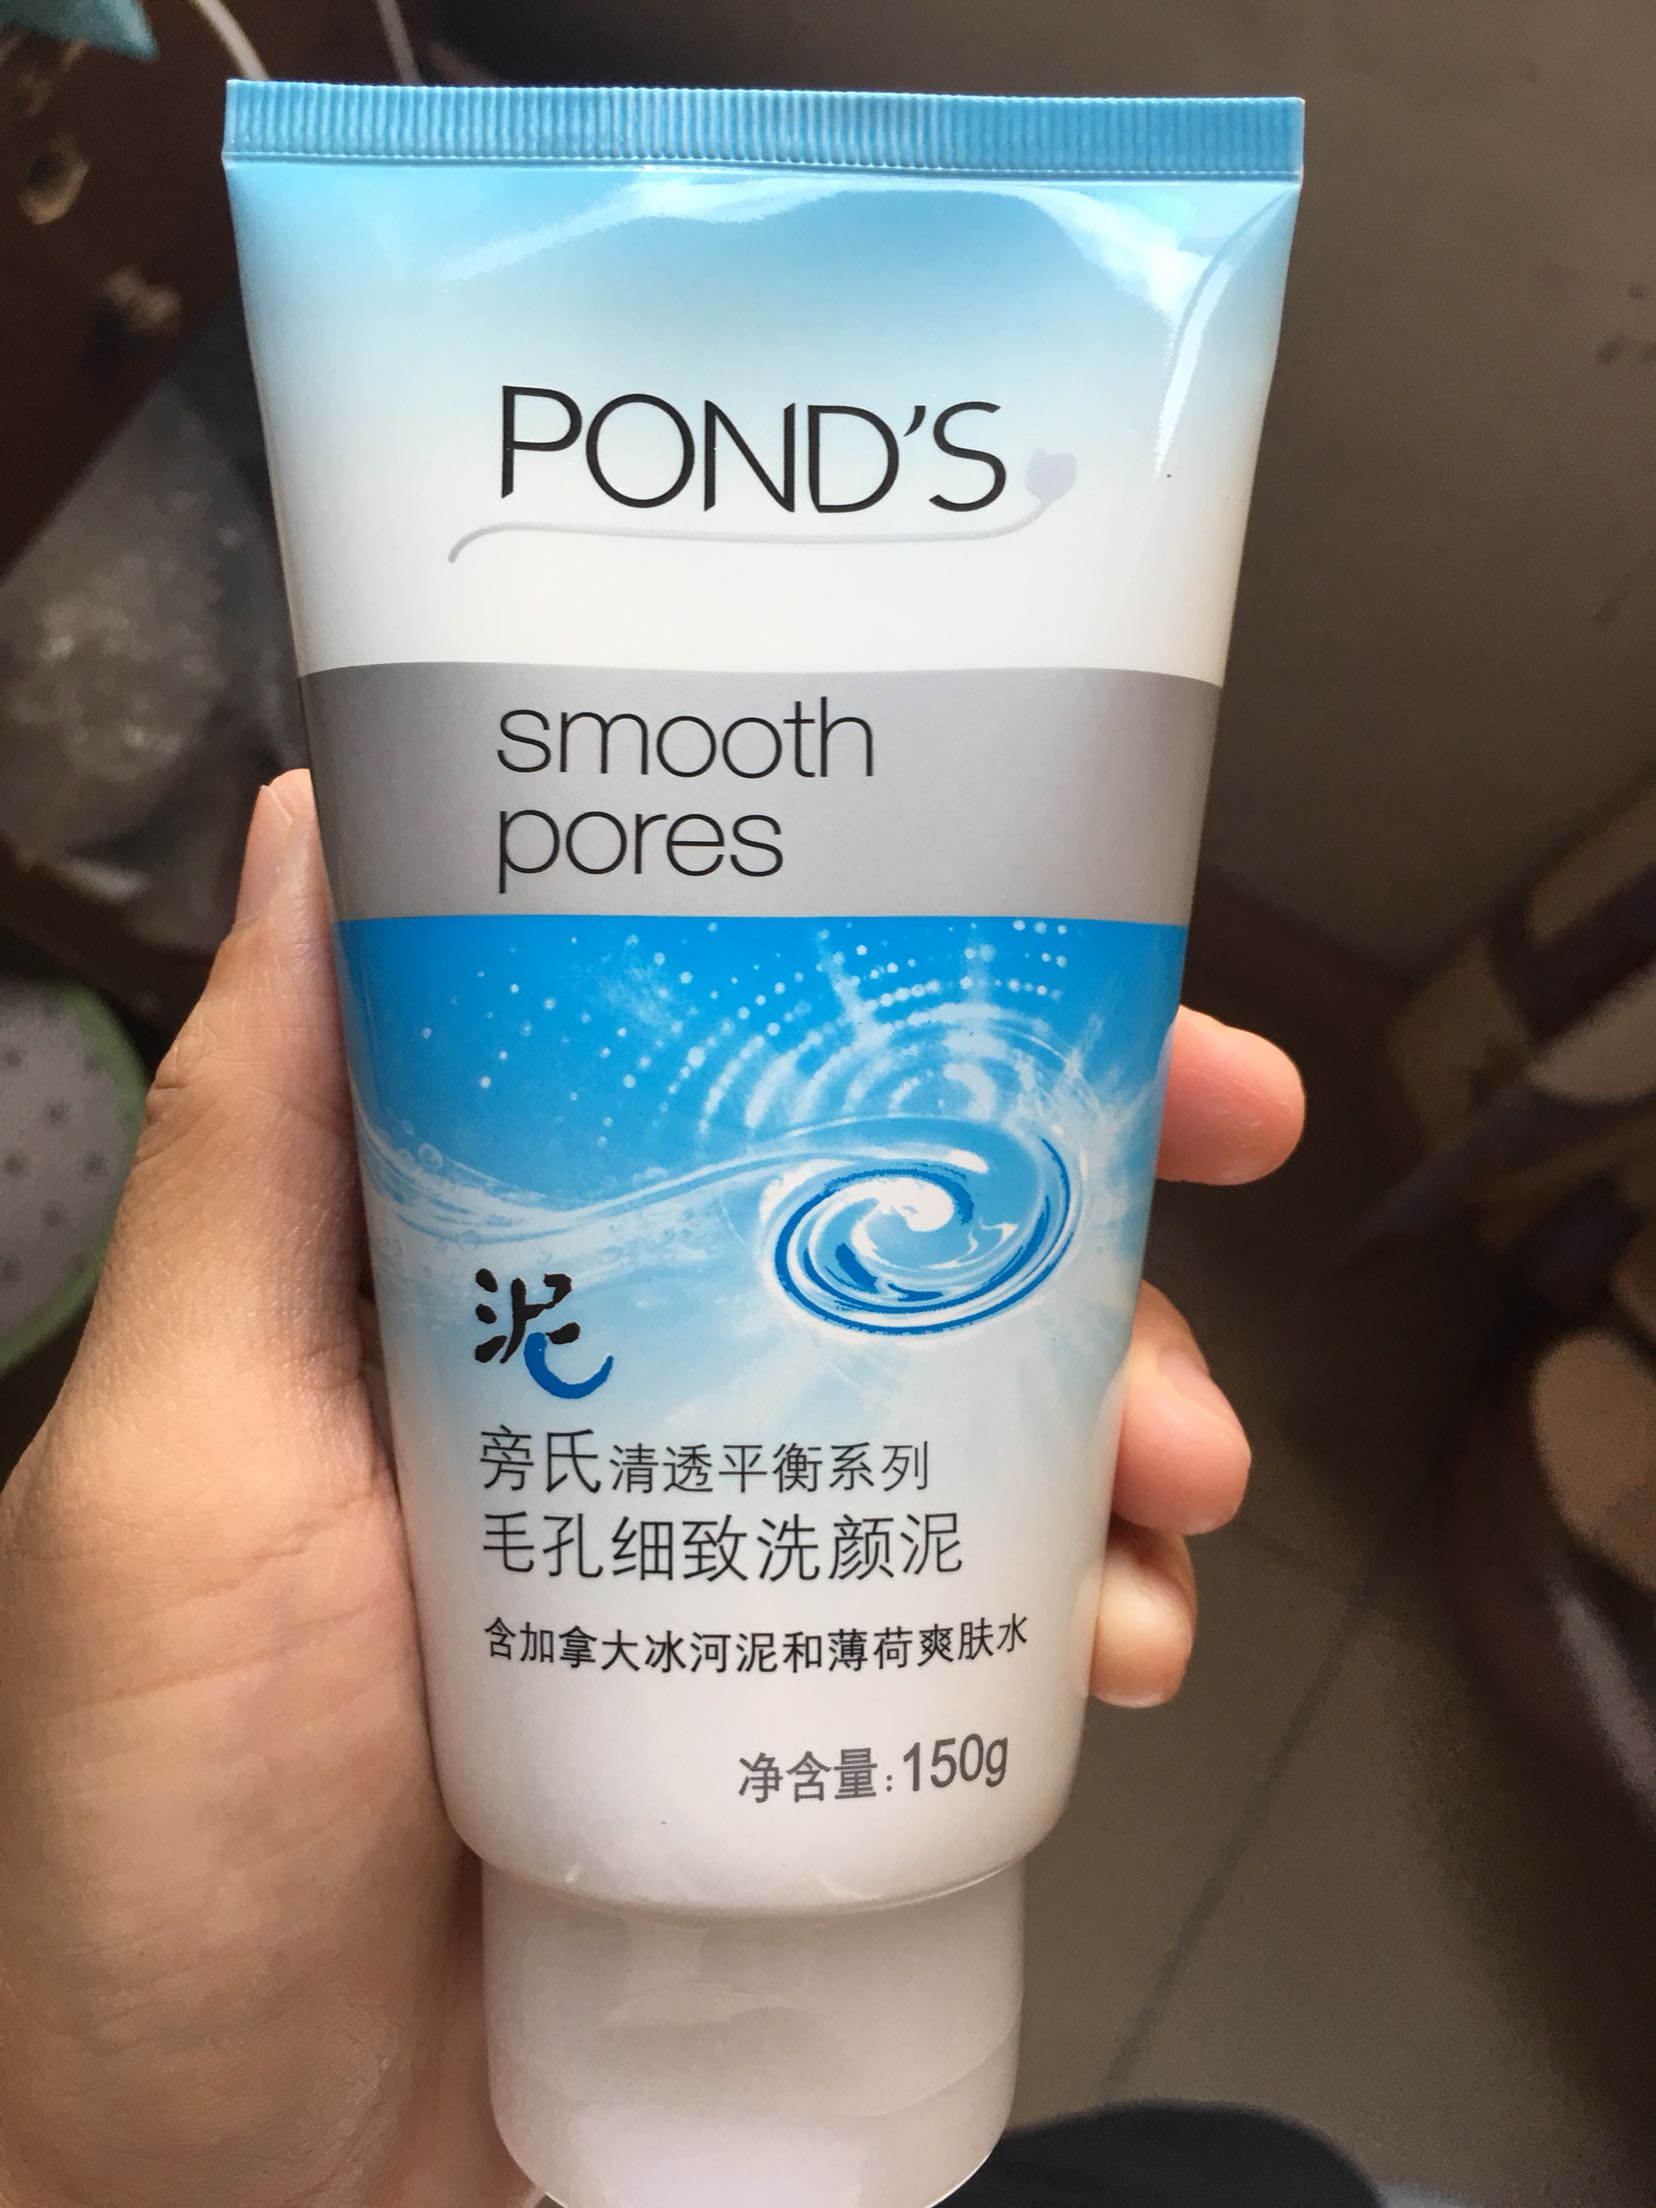 POND'S
smooth
pores
泥
旁氏清透平衡系列
毛孔细致洗颜泥
含加拿大冰河泥和薄荷爽肤水
净含量:150g